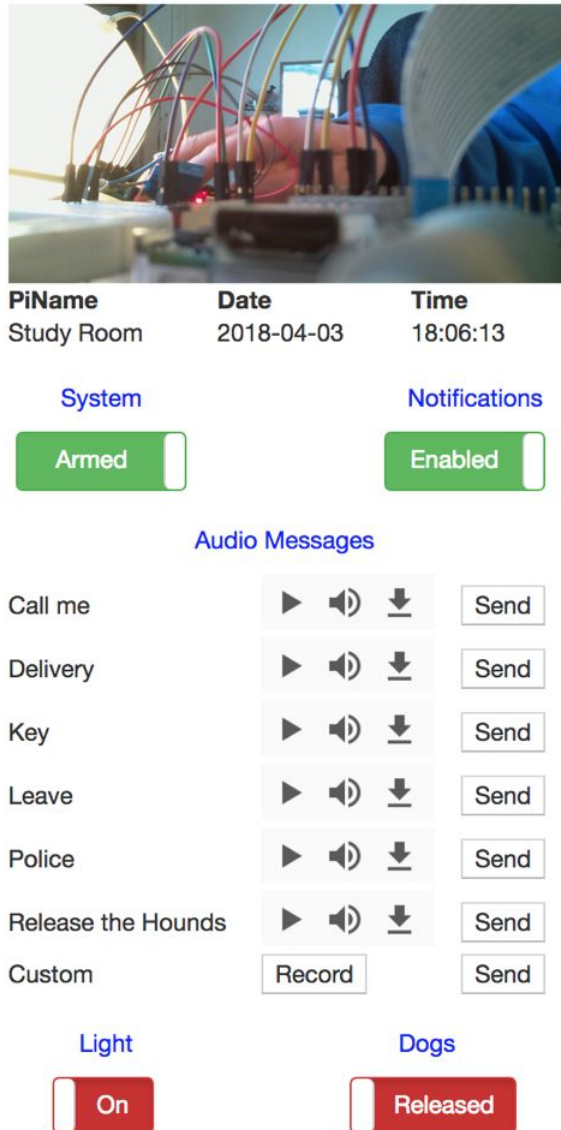 PiName Date Time
Study Room 2018-04-03 18:06:13
System Notifications
Armed Enabled
Audio Messages
Call me Send
Delivery Send
Key Send
Leave Send
Police Send
Release the Hounds Send
Custom Record Send
Light Dogs
On Released